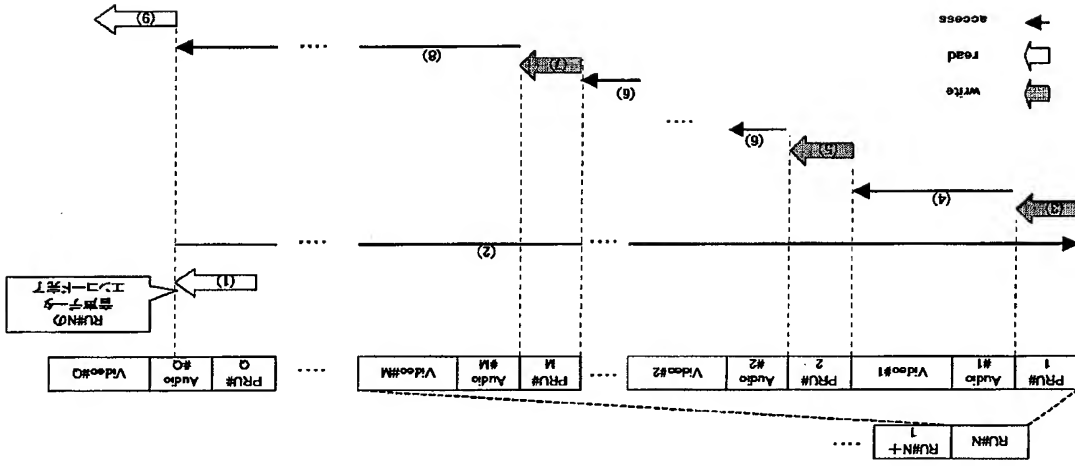 RU#N
RU#N+
1
....
PRU#
1
Audio
#1
Video#1
PRU#
2
Audio
#2
Video#2
....
PRU#
M
Audio
#M
Video#M
....
PRU#
Q
Audio
#Q
Video#Q
RU#Nの
音声データ
エンコード完了
(1)
(2)
....
....
(3)
(4)
(5)
(6)
....
(6)
(7)
(8)
....
(9)
write
read
access